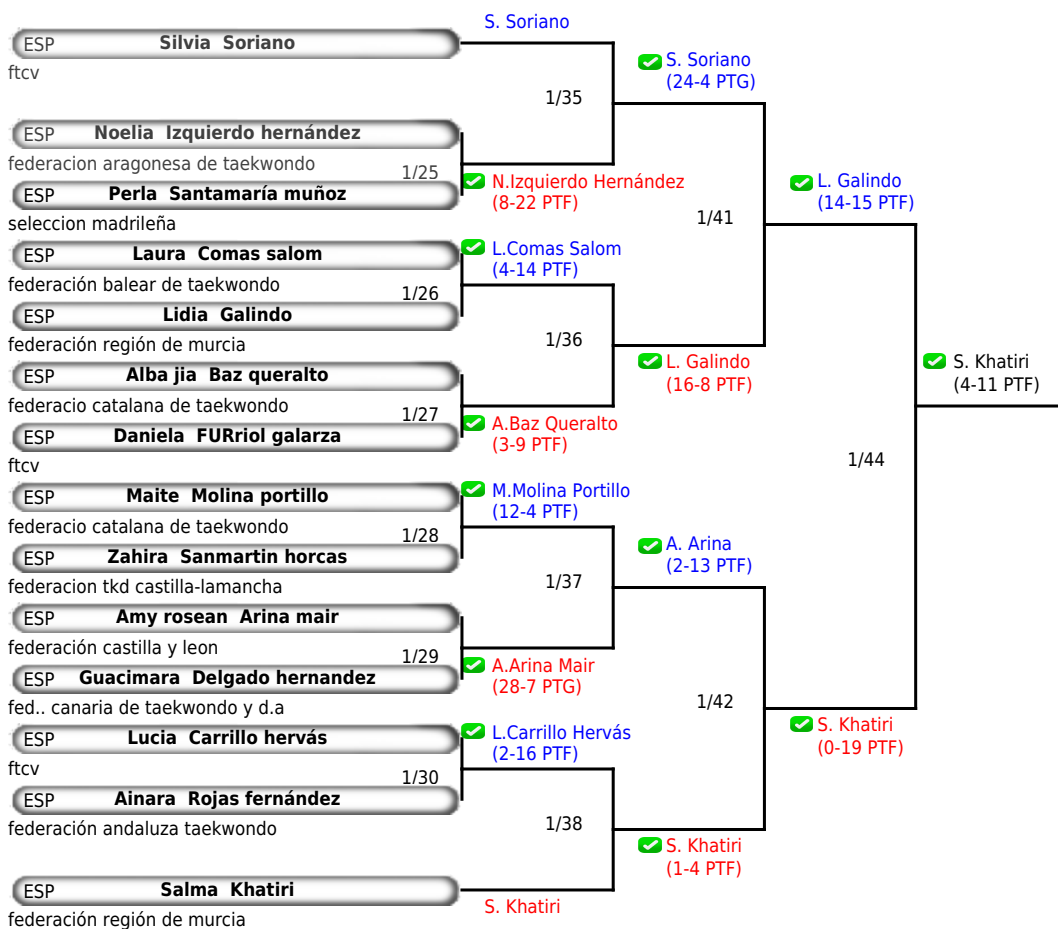 S. Soriano
ESP Silvia Soriano
ftcv
S. Soriano
(24-4 PTG)
1/35
ESP Noelia Izquierdo hernández
federacion aragonesa de taekwondo
1/25
ESP Perla Santamaría muñoz
seleccion madrileña
N.Izquierdo Hernández
(8-22 PTF)
L. Galindo
(14-15 PTF)
1/41
ESP Laura Comas salom
federación balear de taekwondo
L.Comas Salom
(4-14 PTF)
1/26
ESP Lidia Galindo
federación región de murcia
1/36
L. Galindo
(16-8 PTF)
S. Khatiri
(4-11 PTF)
ESP Alba jia Baz queralto
federacio catalana de taekwondo
1/27
ESP Daniela FURriol galarza
ftcv
A.Baz Queralto
(3-9 PTF)
1/44
ESP Maite Molina portillo
federacio catalana de taekwondo
M.Molina Portillo
(12-4 PTF)
1/28
ESP Zahira Sanmartin horcas
federacion tkd castilla-lamancha
A. Arina
(2-13 PTF)
1/37
ESP Amy rosean Arina mair
federación castilla y leon
1/29
ESP Guacimara Delgado hernandez
fed.. canaria de taekwondo y d.a
A.Arina Mair
(28-7 PTG)
1/42
ESP Lucia Carrillo hervás
ftcv
L.Carrillo Hervás
(2-16 PTF)
S. Khatiri
(0-19 PTF)
1/30
ESP Ainara Rojas fernández
federación andaluza taekwondo
1/38
S. Khatiri
(1-4 PTF)
ESP Salma Khatiri
federación región de murcia
S. Khatiri